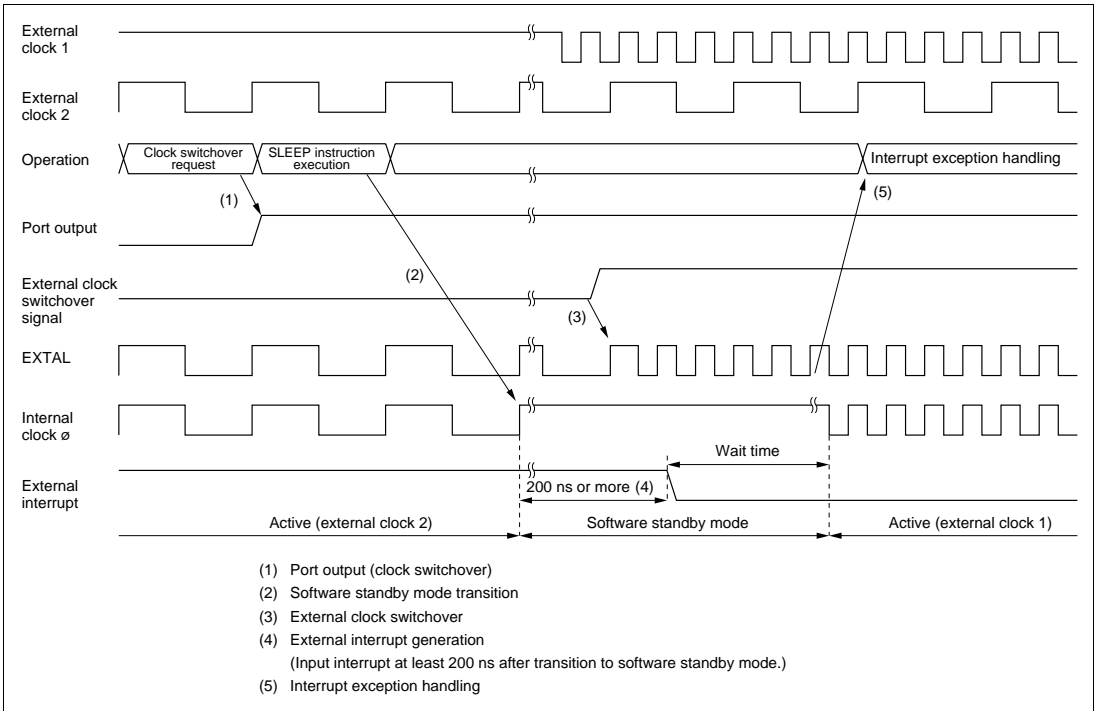 External
clock 1
External
clock 2
Operation
Clock switchover
request
SLEEP instruction
execution
Interrupt exception handling
(1)
(5)
Port output
(2)
External clock
switchover
signal
(3)
EXTAL
Internal
clock ø
Wait time
External
interrupt
200 ns or more (4)
Active (external clock 2)
Software standby mode
Active (external clock 1)
(1) Port output (clock switchover)
(2) Software standby mode transition
(3) External clock switchover
(4) External interrupt generation
(Input interrupt at least 200 ns after transition to software standby mode.)
(5) Interrupt exception handling